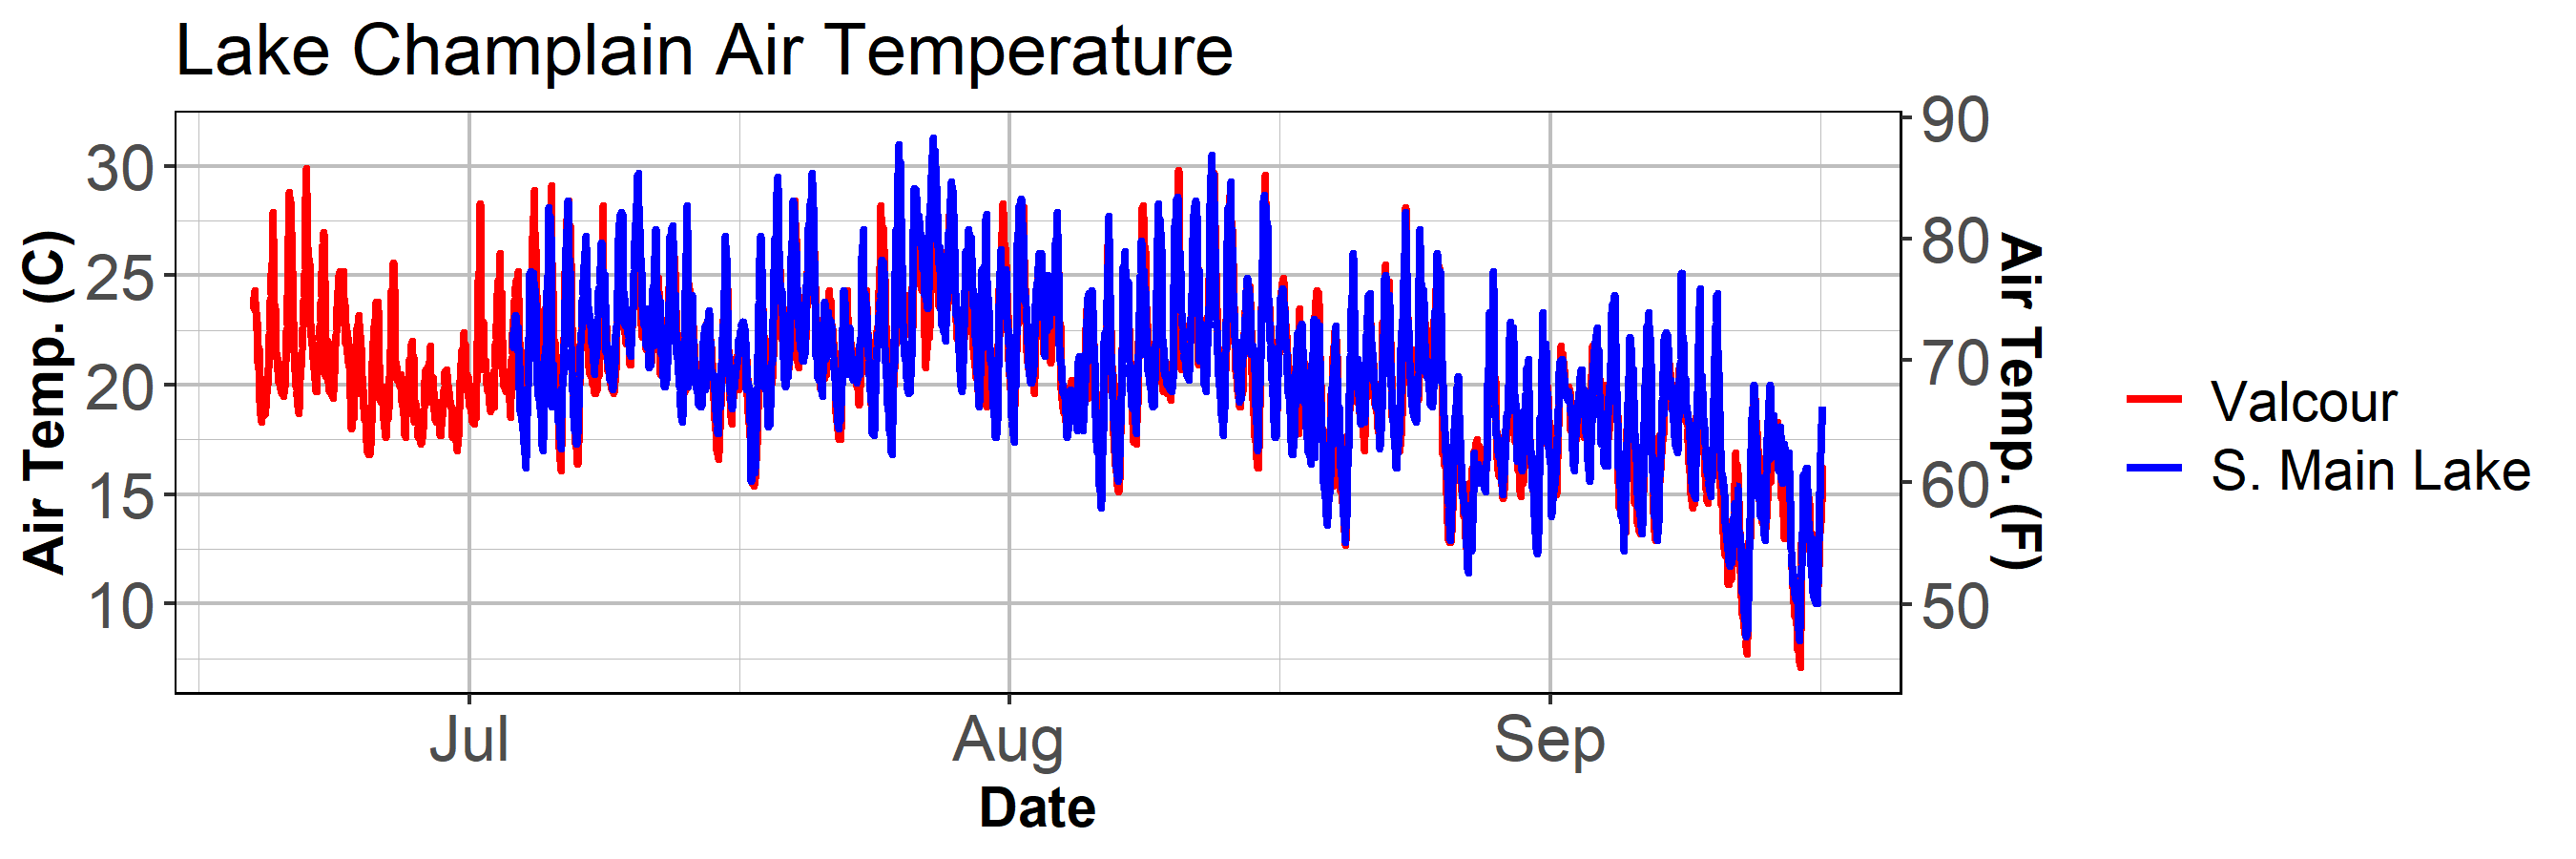 Lake Champlain Air Temperature
Air Temp. (C)
30
25
20
15
10
90
80
70
60
50
Air Temp. (F)
Jul
Aug
Sep
Date
Valcour
S. Main Lake